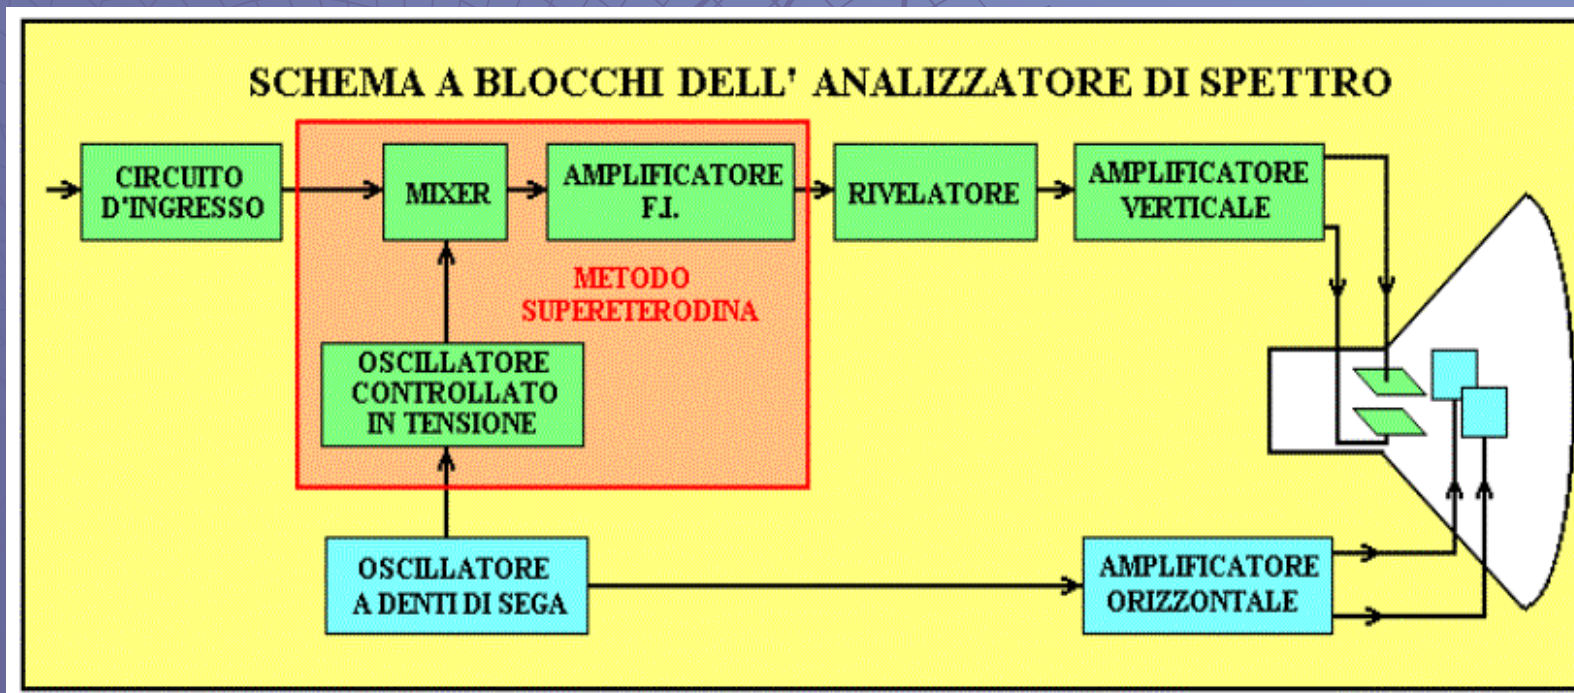 SCHEMA A BLOCCHI DELL' ANALIZZATORE DI SPETTRO
CIRCUITO
D'INGRESSO
MIXER
AMPLIFICATORE
F.I.
RIVELATORE
AMPLIFICATORE
VERTICALE
METODO
SUPERETERODINA
OSCILLATORE
CONTROLLATO
IN TENSIONE
OSCILLATORE
A DENTI DI SEGA
AMPLIFICATORE
ORIZZONTALE